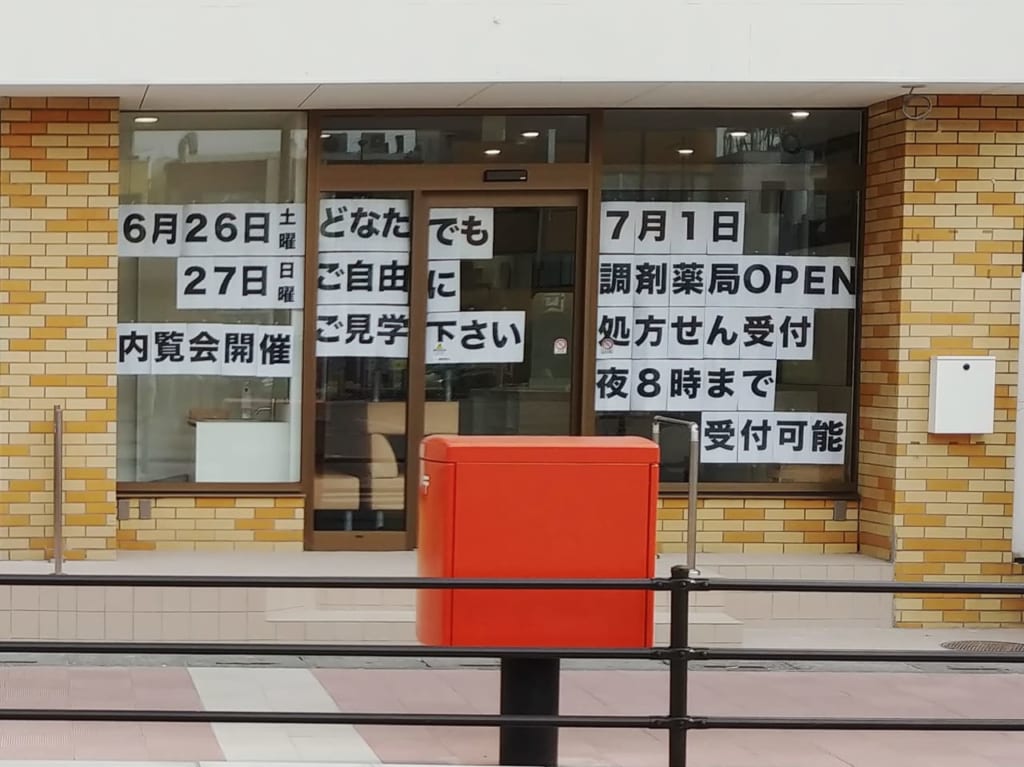 6月26日土曜
27日日曜
内覧会開催
どなたでも
ご自由に
ご見学下さい
7月1日
調剤薬局OPEN
処方せん受付
夜8時まで
受付可能